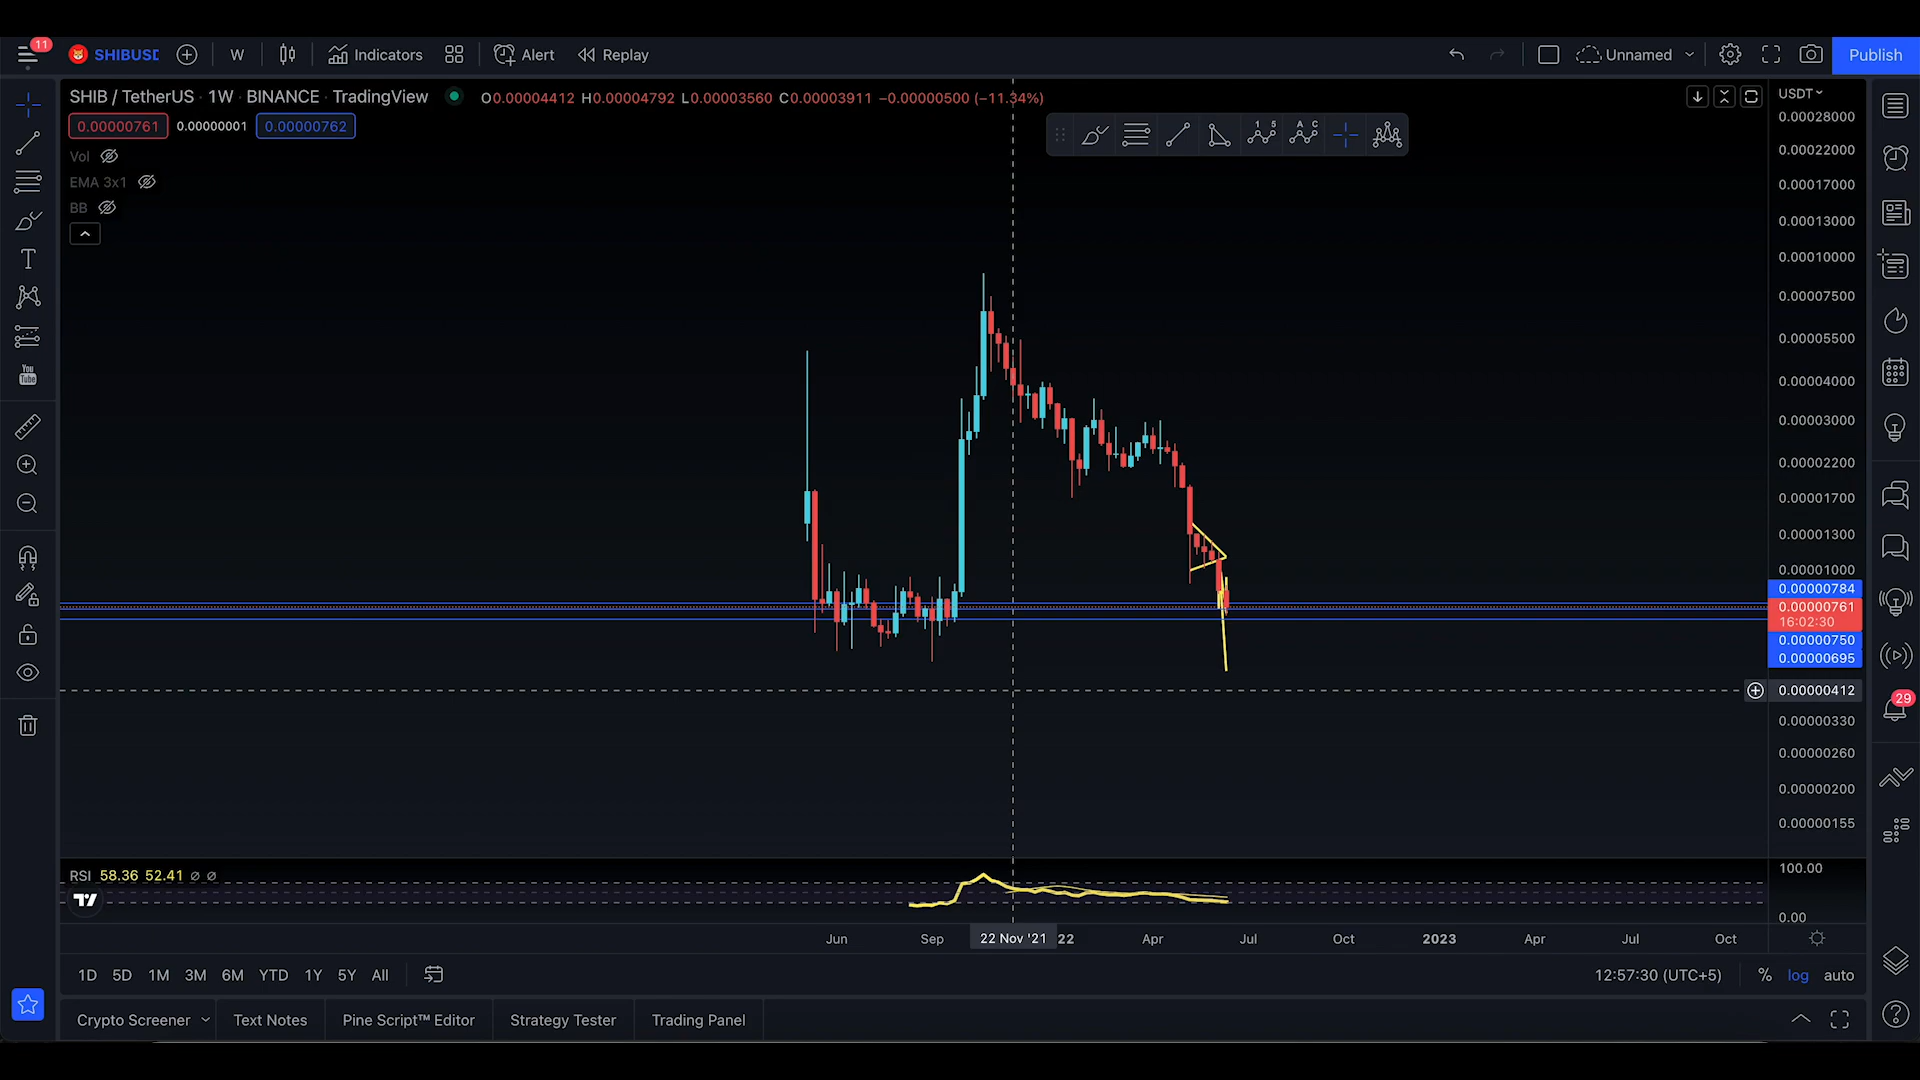 11
SHIBUSD
W
Indicators
Alert
Replay
Unnamed
Publish
SHIB / TetherUS · 1W · BINANCE · TradingView
O0.00004412 H0.00004792 L0.00003560 C0.00003911 −0.00000500 (−11.34%)
USDT
0.00000761
0.00000001
0.00000762
Vol
EMA 3x1
BB
1 5
A C
You
Tube
0.00028000
0.00022000
0.00017000
0.00013000
0.00010000
0.00007500
0.00005500
0.00004000
0.00003000
0.00002200
0.00001700
0.00001300
0.00001000
0.00000784
0.00000761
16:02:30
0.00000750
0.00000695
0.00000412
0.00000330
0.00000260
0.00000200
0.00000155
29
RSI 58.36 52.41 ∅ ∅
100.00
0.00
Jun
Sep
22 Nov '21
22
Apr
Jul
Oct
2023
Apr
Jul
Oct
1D 5D 1M 3M 6M YTD 1Y 5Y All
12:57:30 (UTC+5)
%
log
auto
Crypto Screener
Text Notes
Pine Script™ Editor
Strategy Tester
Trading Panel